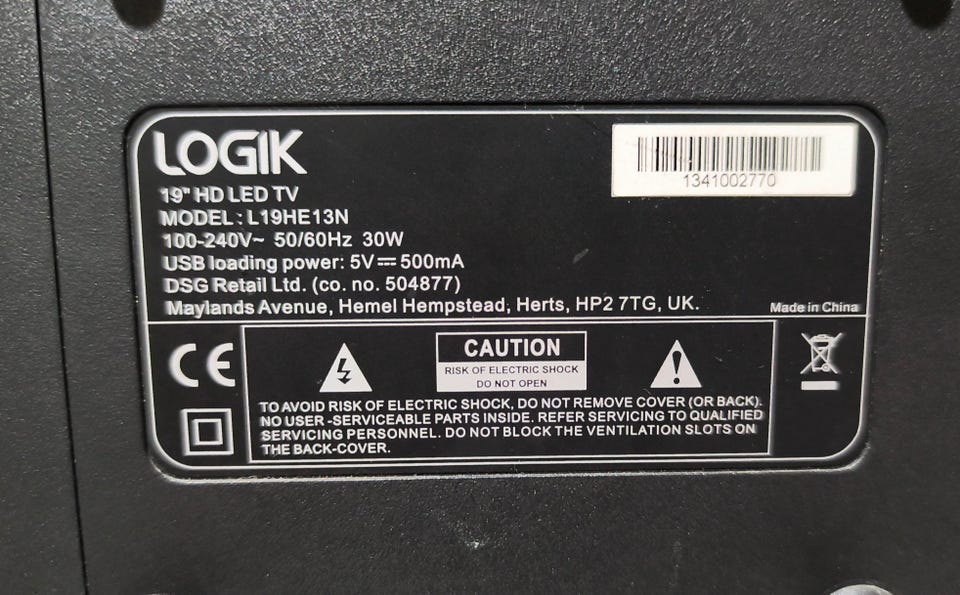 LOGIK
19" HD LED TV
MODEL : L19HE13N
100-240V~ 50/60Hz 30W
USB loading power: 5V⎓500mA
DSG Retail Ltd. (co. no. 504877)
Maylands Avenue, Hemel Hempstead, Herts, HP2 7TG, UK.
1341002770
Made in China
CE
CAUTION
RISK OF ELECTRIC SHOCK
DO NOT OPEN
TO AVOID RISK OF ELECTRIC SHOCK, DO NOT REMOVE COVER (OR BACK).
NO USER -SERVICEABLE PARTS INSIDE. REFER SERVICING TO QUALIFIED
SERVICING PERSONNEL. DO NOT BLOCK THE VENTILATION SLOTS ON
THE BACK-COVER.